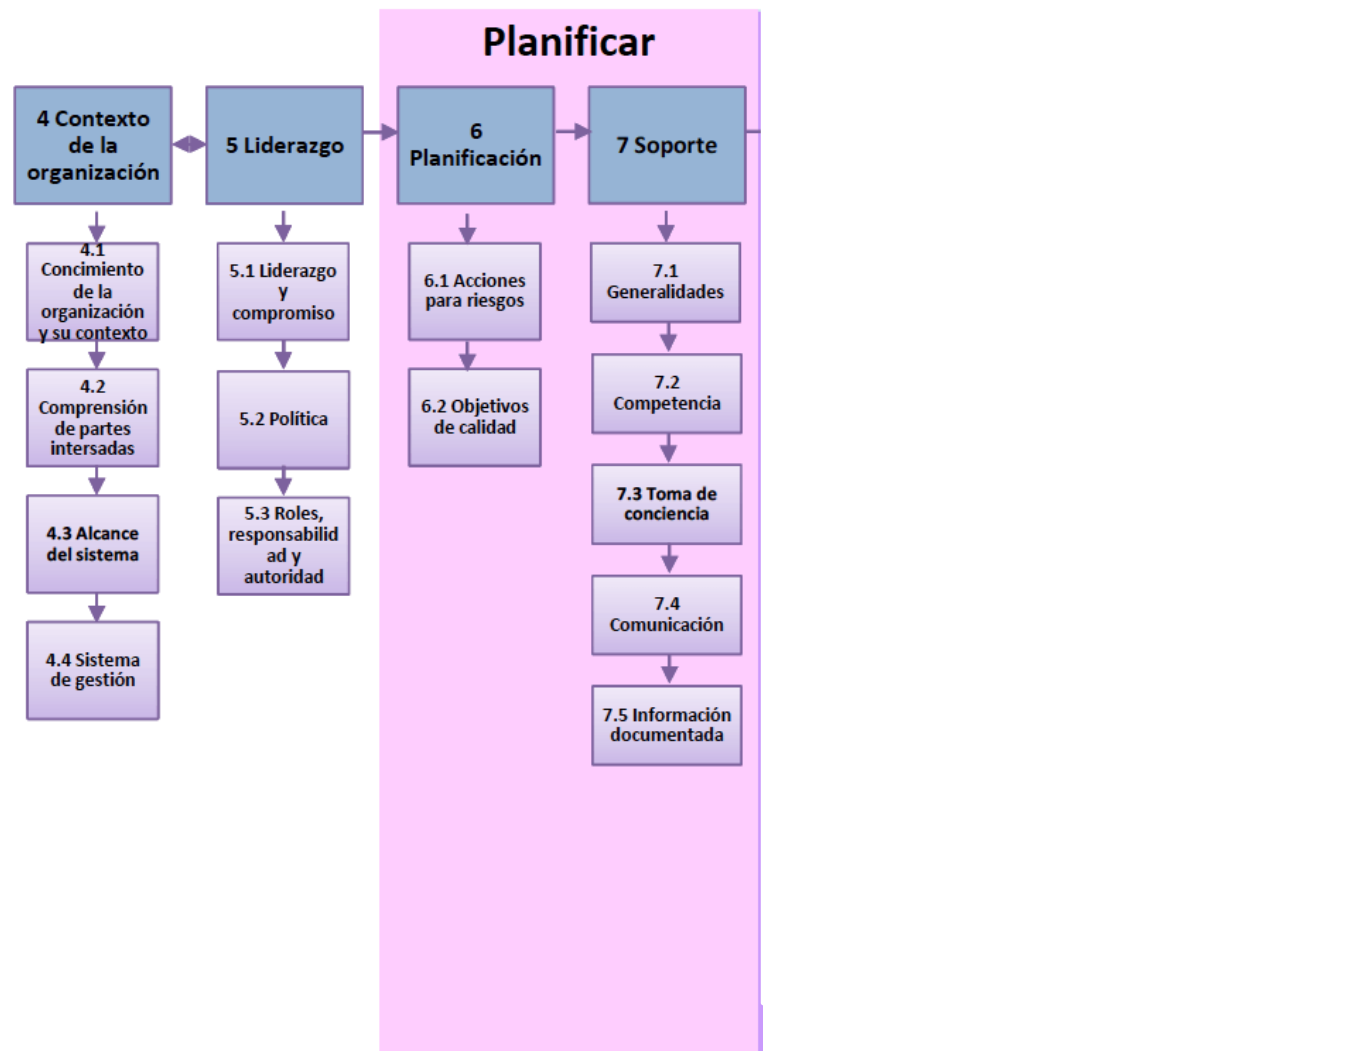 Planificar
4 Contexto
de la
organización
5 Liderazgo
6
Planificación
7 Soporte
4.1
Concimiento
de la
organización
y su contexto
4.2
Comprensión
de partes
intersadas
4.3 Alcance
del sistema
4.4 Sistema
de gestión
5.1 Liderazgo
y
compromiso
5.2 Política
5.3 Roles,
responsabilid
ad y
autoridad
6.1 Acciones
para riesgos
6.2 Objetivos
de calidad
7.1
Generalidades
7.2
Competencia
7.3 Toma de
conciencia
7.4
Comunicación
7.5 Información
documentada